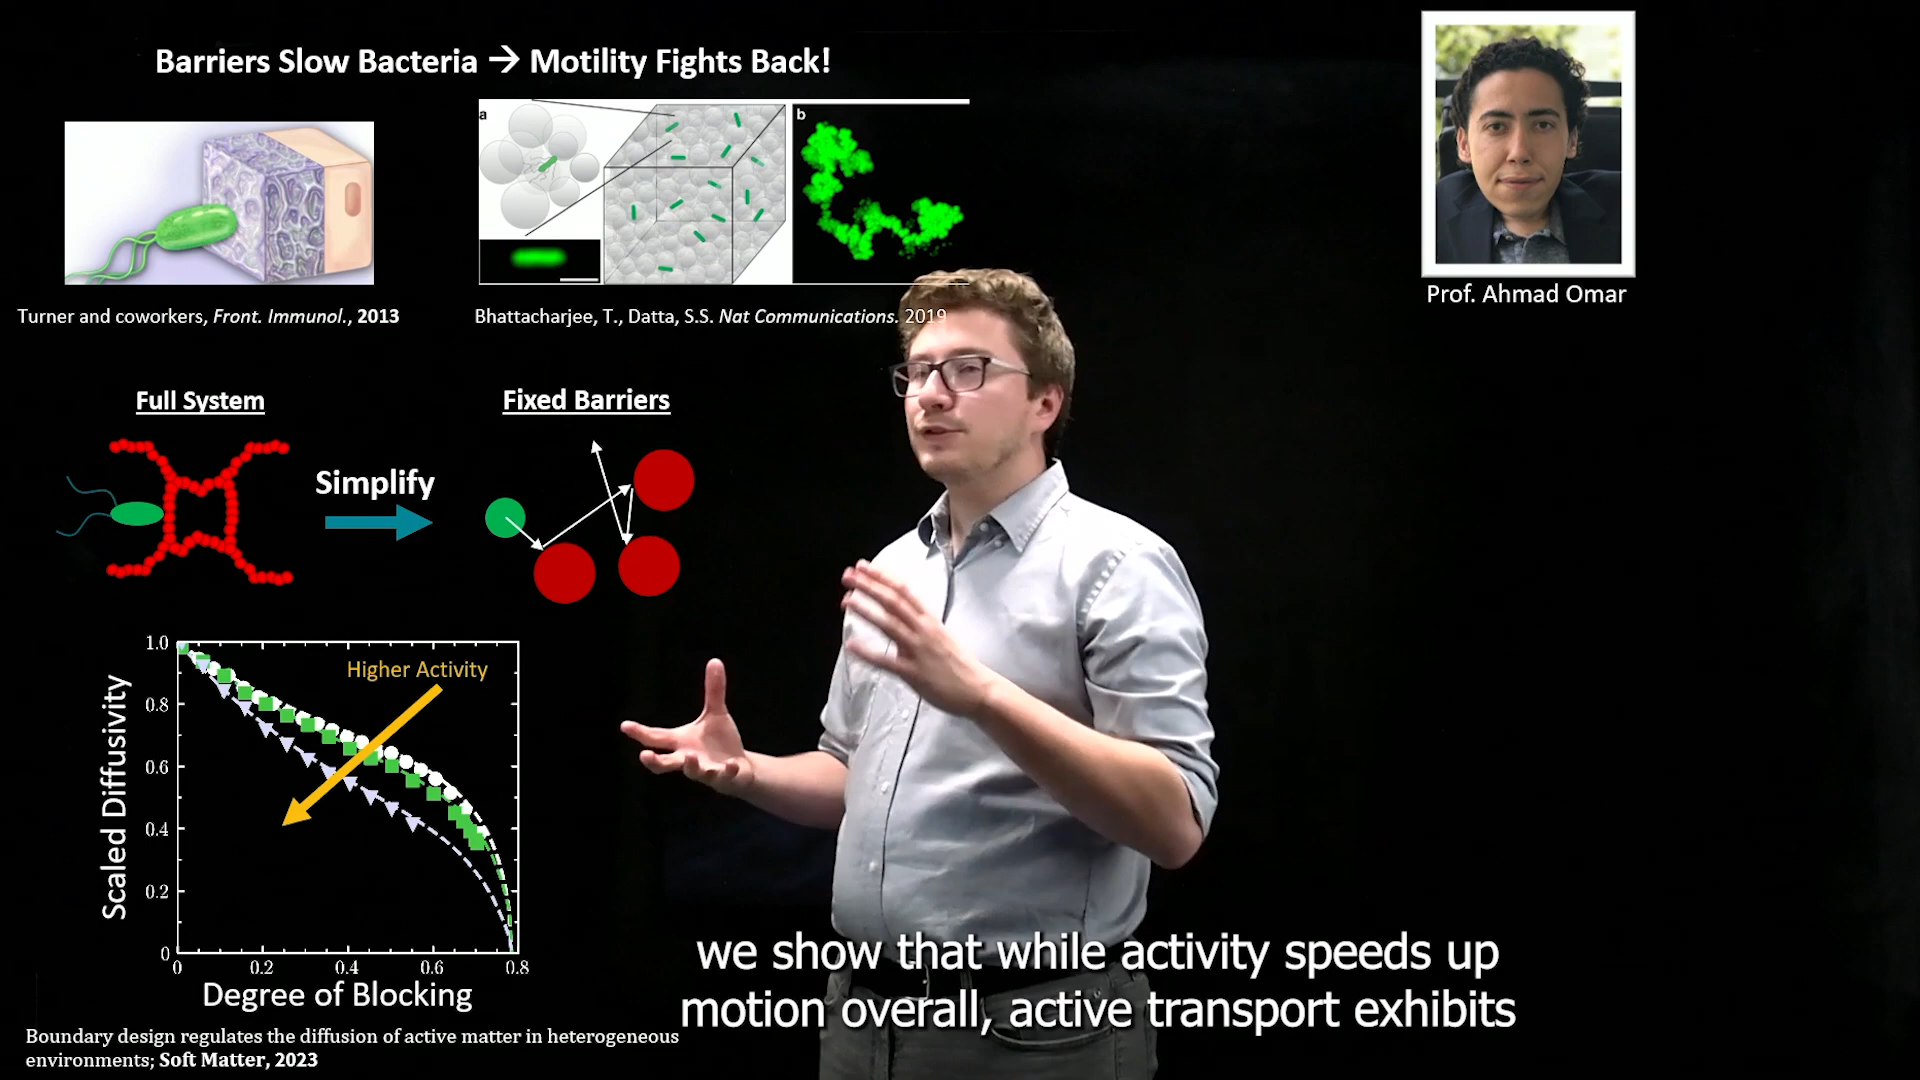 Barriers Slow Bacteria → Motility Fights Back!
a
b
Turner and coworkers, Front. Immunol., 2013
Bhattacharjee, T., Datta, S.S. Nat Communications. 2019
Prof. Ahmad Omar
Full System
Fixed Barriers
Simplify
Higher Activity
Scaled Diffusivity
1.0
0.8
0.6
0.4
0.2
0
0 0.2 0.4 0.6 0.8
Degree of Blocking
we show that while activity speeds up
motion overall, active transport exhibits
Boundary design regulates the diffusion of active matter in heterogeneous
environments; Soft Matter, 2023